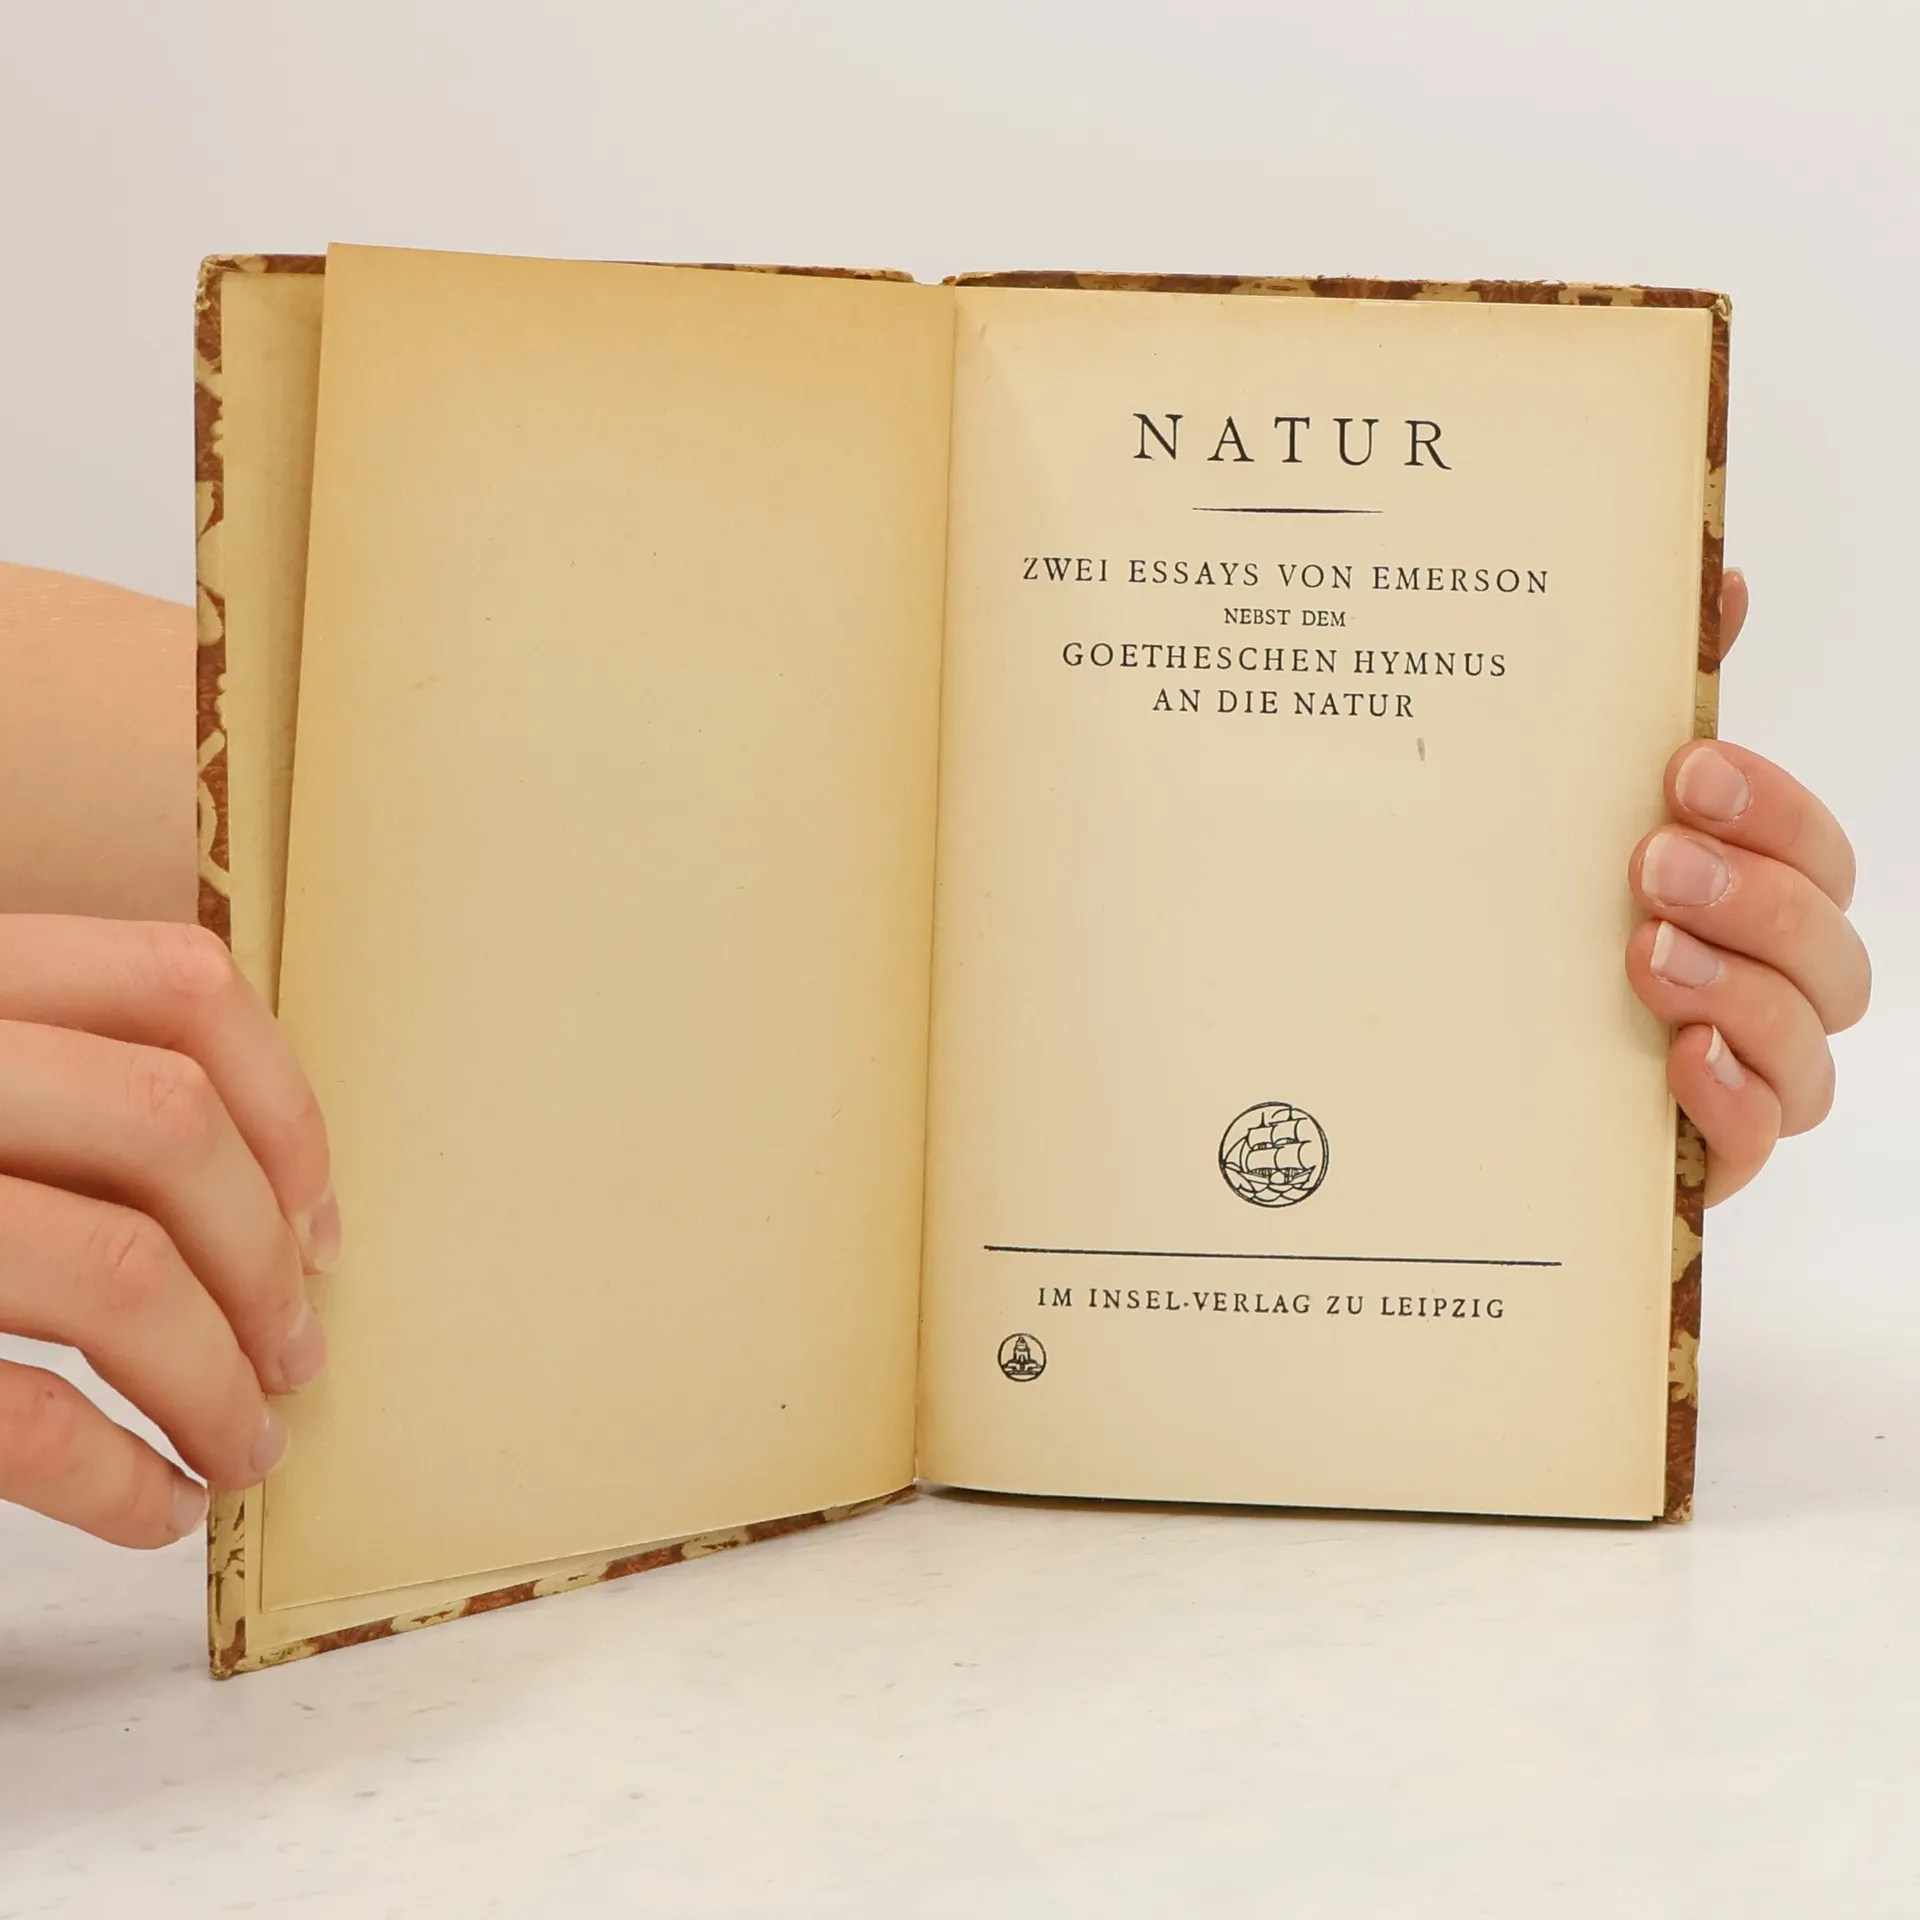 NATUR
ZWEI ESSAYS VON EMERSON
NEBST DEM
GOETHESCHEN HYMNUS
AN DIE NATUR
IM INSEL-VERLAG ZU LEIPZIG